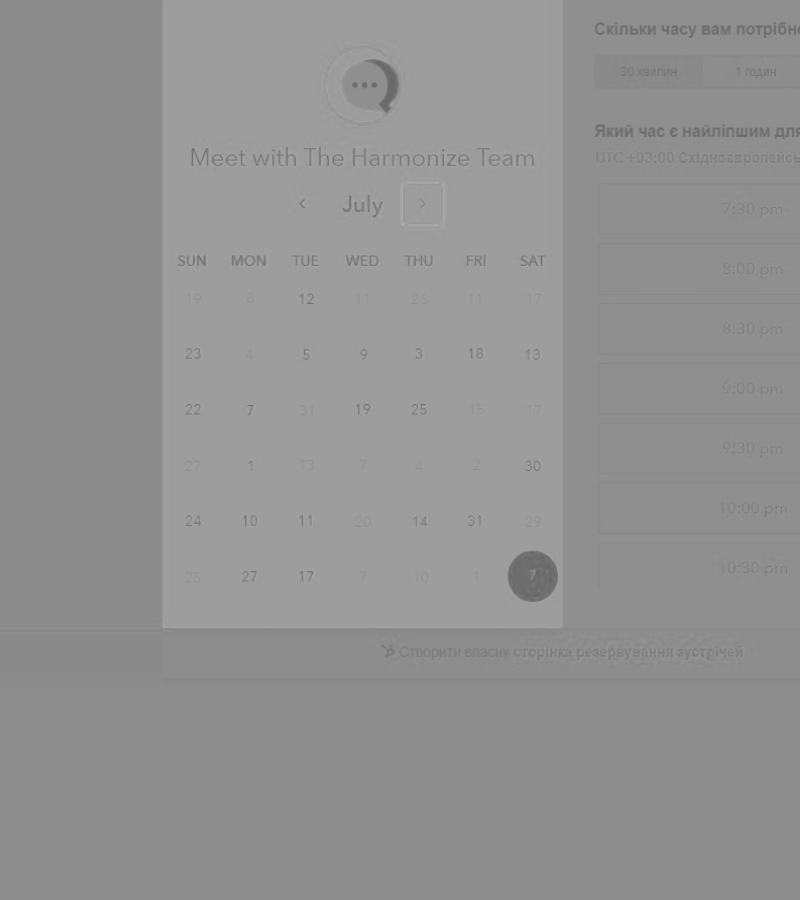 Meet with The Harmonize Team
July
SUN MON TUE WED THU FRI SAT
19 8 12 11 26 11 17
23 4 5 9 3 18 13
22 7 31 19 25 15 17
27 1 13 7 4 2 30
24 10 11 20 14 31 29
25 27 17 7 10 1 7
Скільки часу вам потрібно
30 хвилин 1 годин
Який час є найліпшим для
UTC +03:00 Східноєвропейсь
7:30 pm
8:00 pm
8:30 pm
9:00 pm
9:30 pm
10:00 pm
10:30 pm
Створити власну сторінка резервування зустрічей